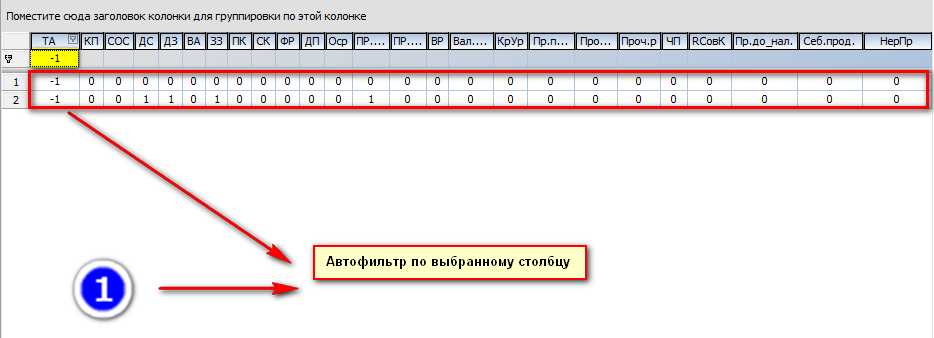 Поместите сюда заголовок колонки для группировки по этой колонке
ТА КП СОС ДС ДЗ ВА ЗЗ ПК СК ФР ДП Оср ПР.... ПР.... ВР Вал.... КрУр Пр.п... Про... Проч.р ЧП RСовК Пр.до_нал. Себ.прод. НерПр
-1
1 -1 0 0 0 0 0 0 0 0 0 0 0 0 0 0 0 0 0 0 0 0 0 0 0 0
2 -1 0 0 1 1 0 1 0 0 0 0 0 1 0 0 0 0 0 0 0 0 0 0 0 0
Автофильтр по выбранному столбцу
1